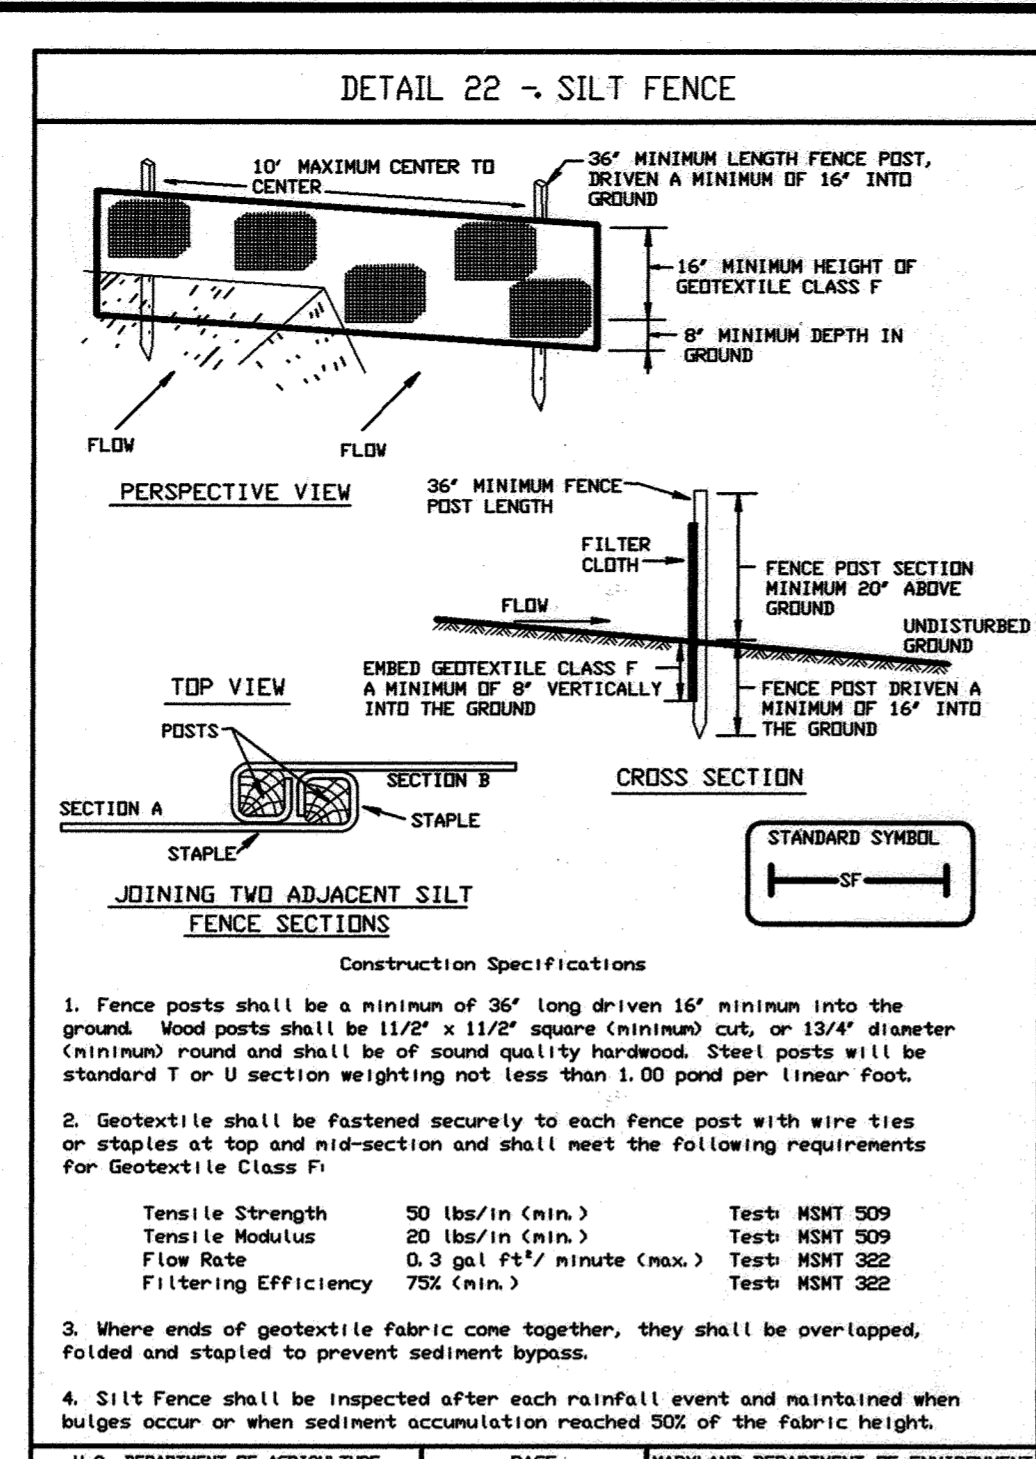 DETAIL 22 - SILT FENCE
10' MAXIMUM CENTER TO
CENTER
36" MINIMUM LENGTH FENCE POST,
DRIVEN A MINIMUM OF 16" INTO
GROUND
16" MINIMUM HEIGHT OF
GEOTEXTILE CLASS F
8" MINIMUM DEPTH IN
GROUND
FLOW
FLOW
PERSPECTIVE VIEW
36" MINIMUM FENCE
POST LENGTH
FILTER
CLOTH
FENCE POST SECTION
MINIMUM 20" ABOVE
GROUND
FLOW
UNDISTURBED
GROUND
EMBED GEOTEXTILE CLASS F
A MINIMUM OF 8" VERTICALLY
INTO THE GROUND
FENCE POST DRIVEN A
MINIMUM OF 16" INTO
THE GROUND
TOP VIEW
POSTS
SECTION B
SECTION A
STAPLE
STAPLE
CROSS SECTION
STANDARD SYMBOL
SF
JOINING TWO ADJACENT SILT
FENCE SECTIONS
Construction Specifications
1. Fence posts shall be a minimum of 36" long driven 16" minimum into the
ground. Wood posts shall be 11/2" x 11/2" square (minimum) cut, or 13/4" diameter
(minimum) round and shall be of sound quality hardwood. Steel posts will be
standard T or U section weighting not less than 1.00 pond per linear foot.
2. Geotextile shall be fastened securely to each fence post with wire ties
or staples at top and mid-section and shall meet the following requirements
for Geotextile Class F:
Tensile Strength 50 lbs/in (min.) Test: MSMT 509
Tensile Modulus 20 lbs/in (min.) Test: MSMT 509
Flow Rate 0.3 gal ft²/ minute (max.) Test: MSMT 322
Filtering Efficiency 75% (min.) Test: MSMT 322
3. Where ends of geotextile fabric come together, they shall be overlapped,
folded and stapled to prevent sediment bypass.
4. Silt Fence shall be inspected after each rainfall event and maintained when
bulges occur or when sediment accumulation reached 50% of the fabric height.
U.S. DEPARTMENT OF AGRICULTURE
PAGE
MARYLAND DEPARTMENT OF ENVIRONMENT